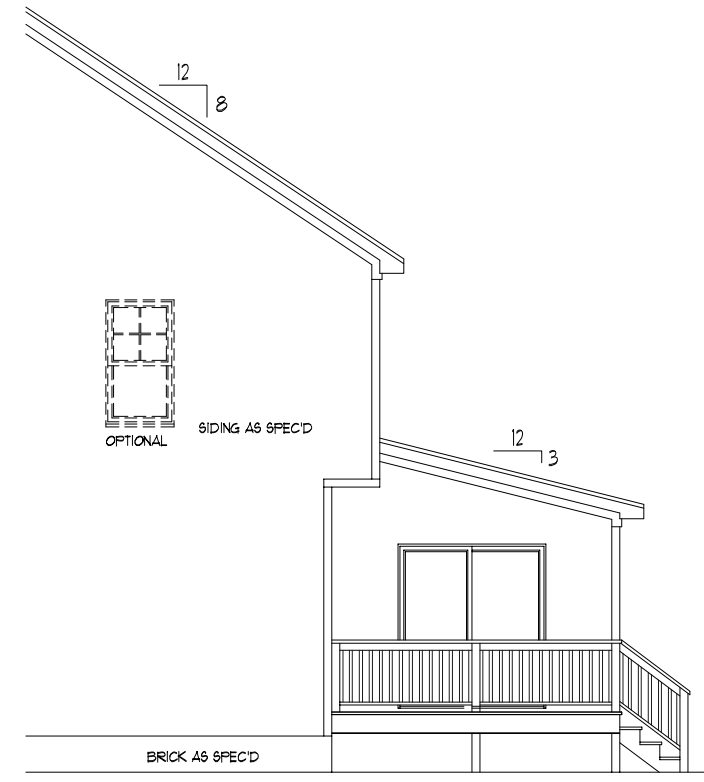 12
8
OPTIONAL
SIDING AS SPEC'D
12
3
BRICK AS SPEC'D